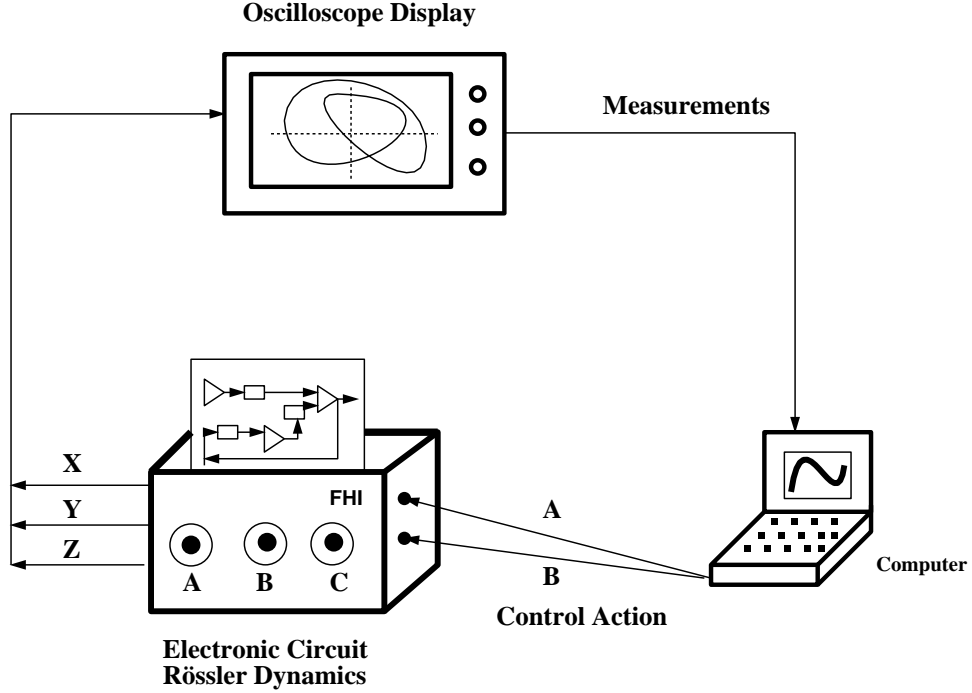 Oscilloscope Display
Measurements
X
Y
Z
FHI
A
B
C
A
B
Control Action
Computer
Electronic Circuit
Rössler Dynamics